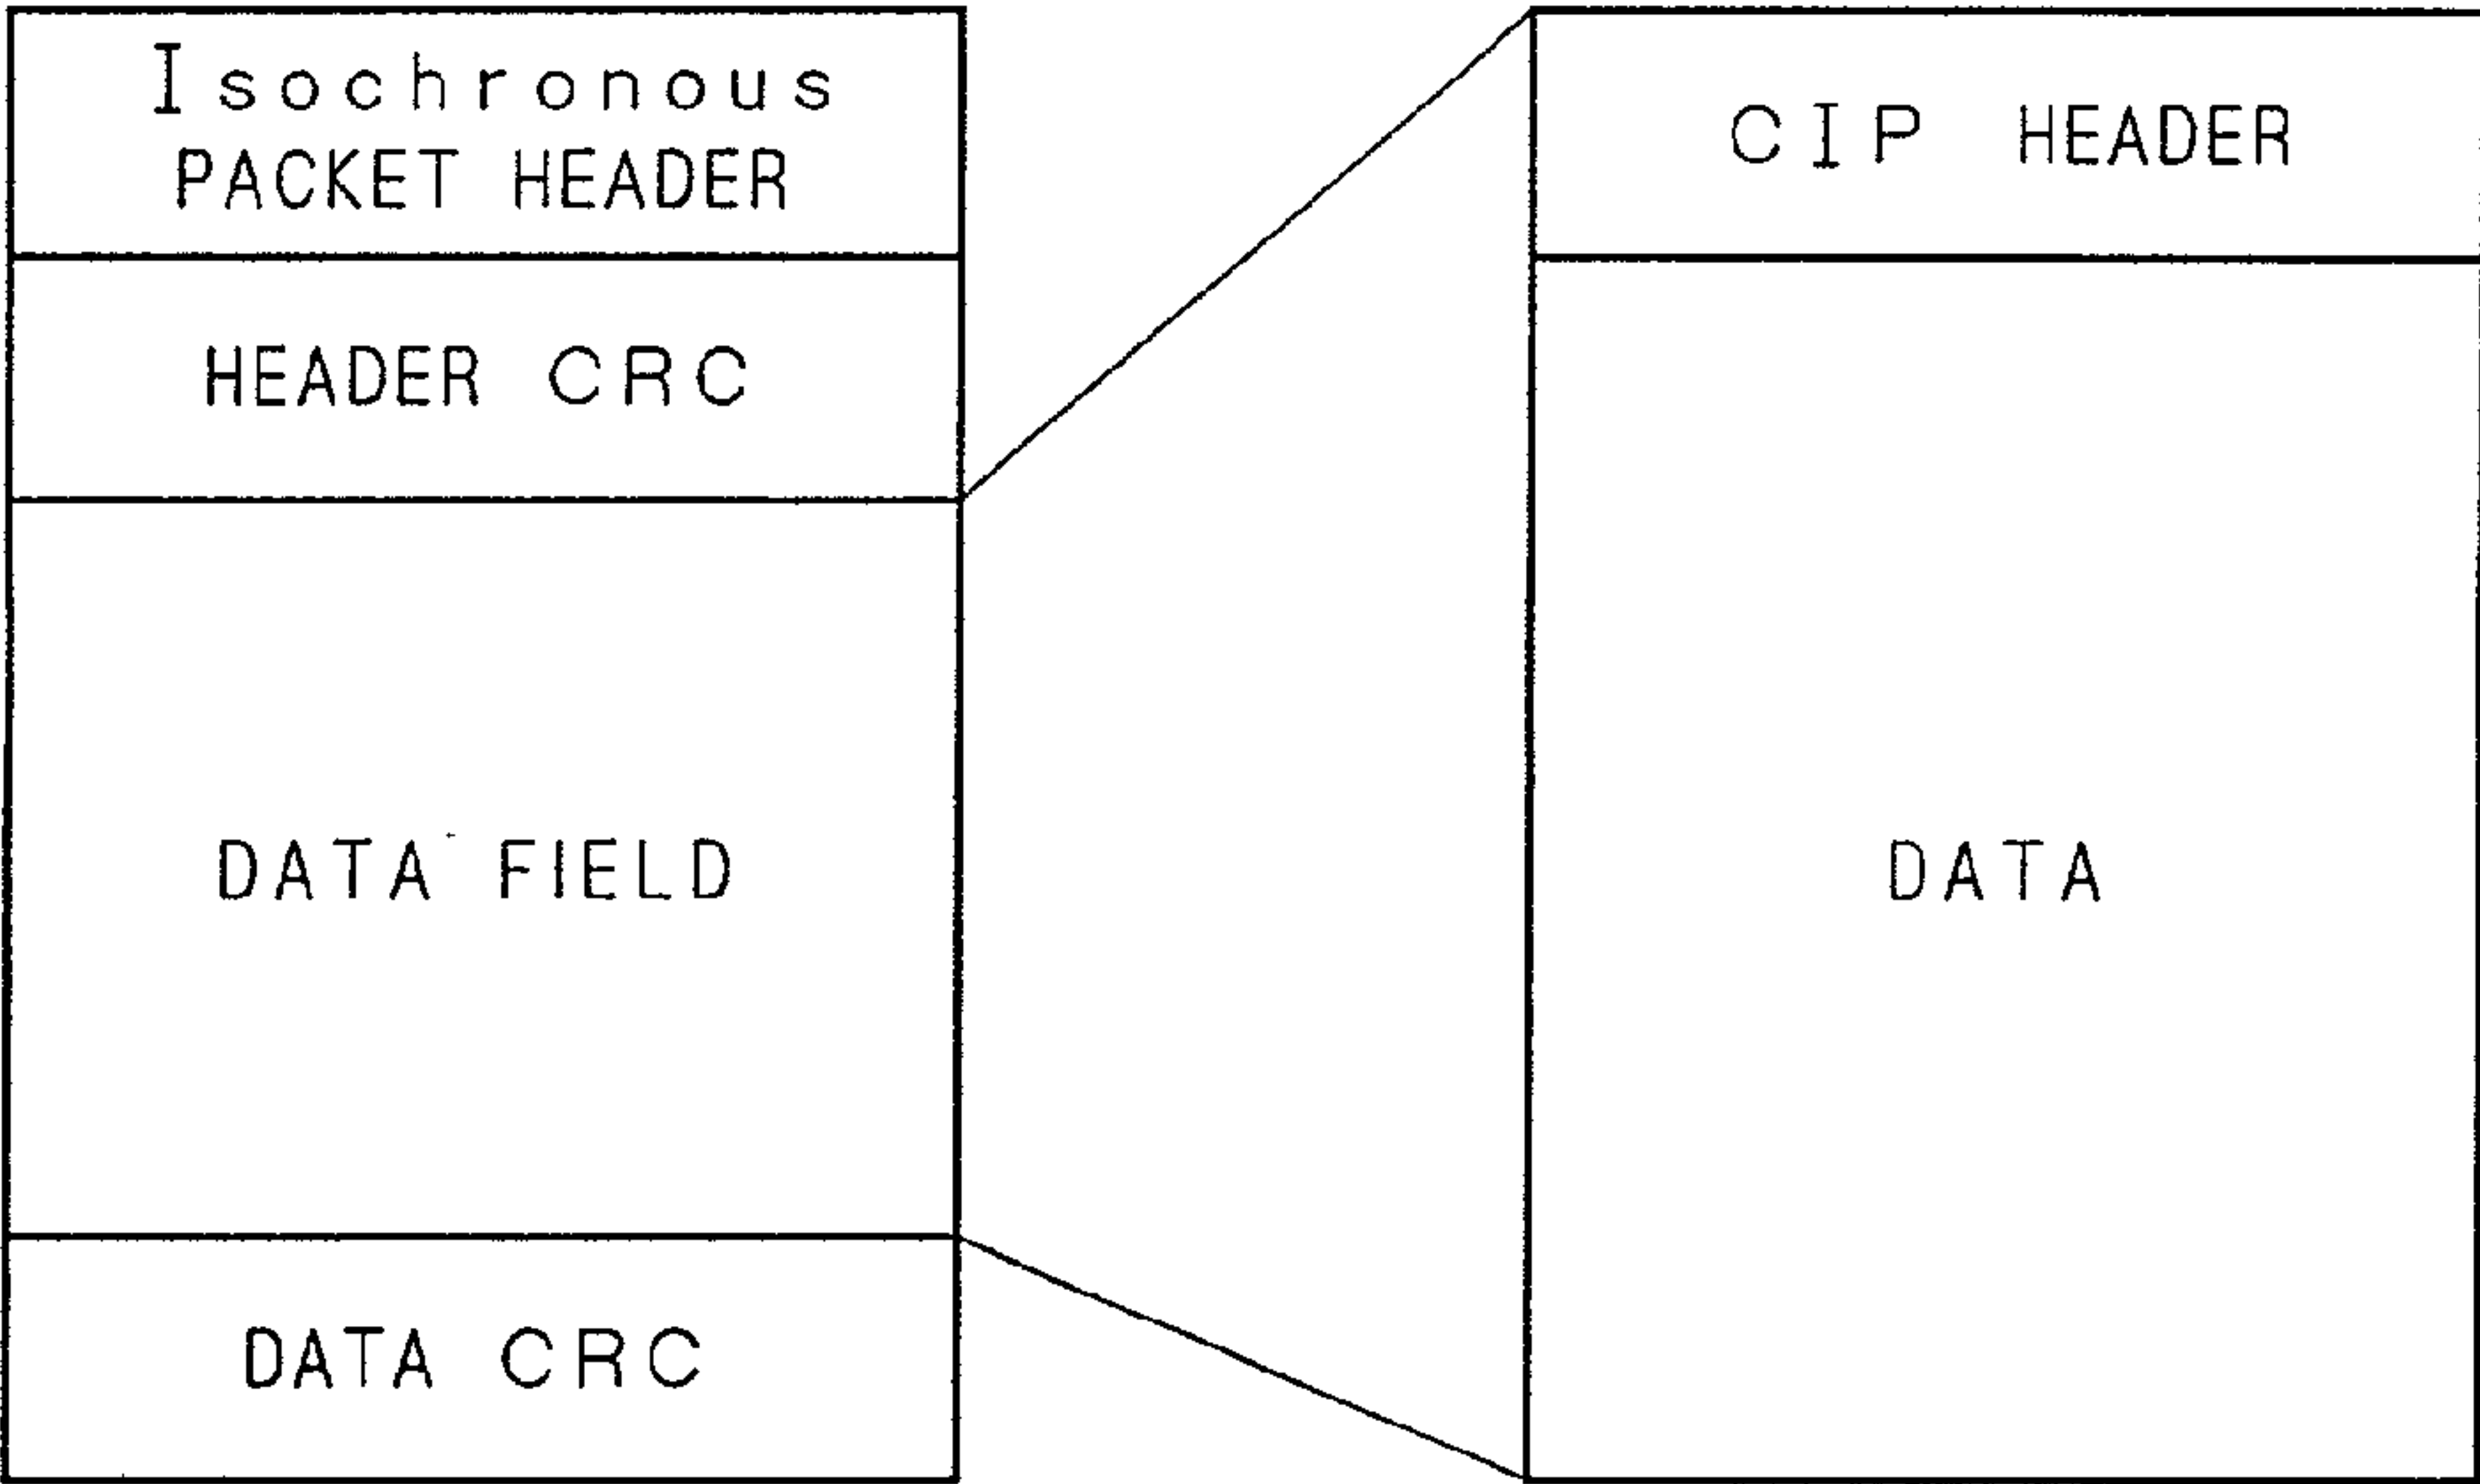 Isochronous
PACKET HEADER
HEADER CRC
DATA FIELD
DATA CRC
CIP HEADER
DATA